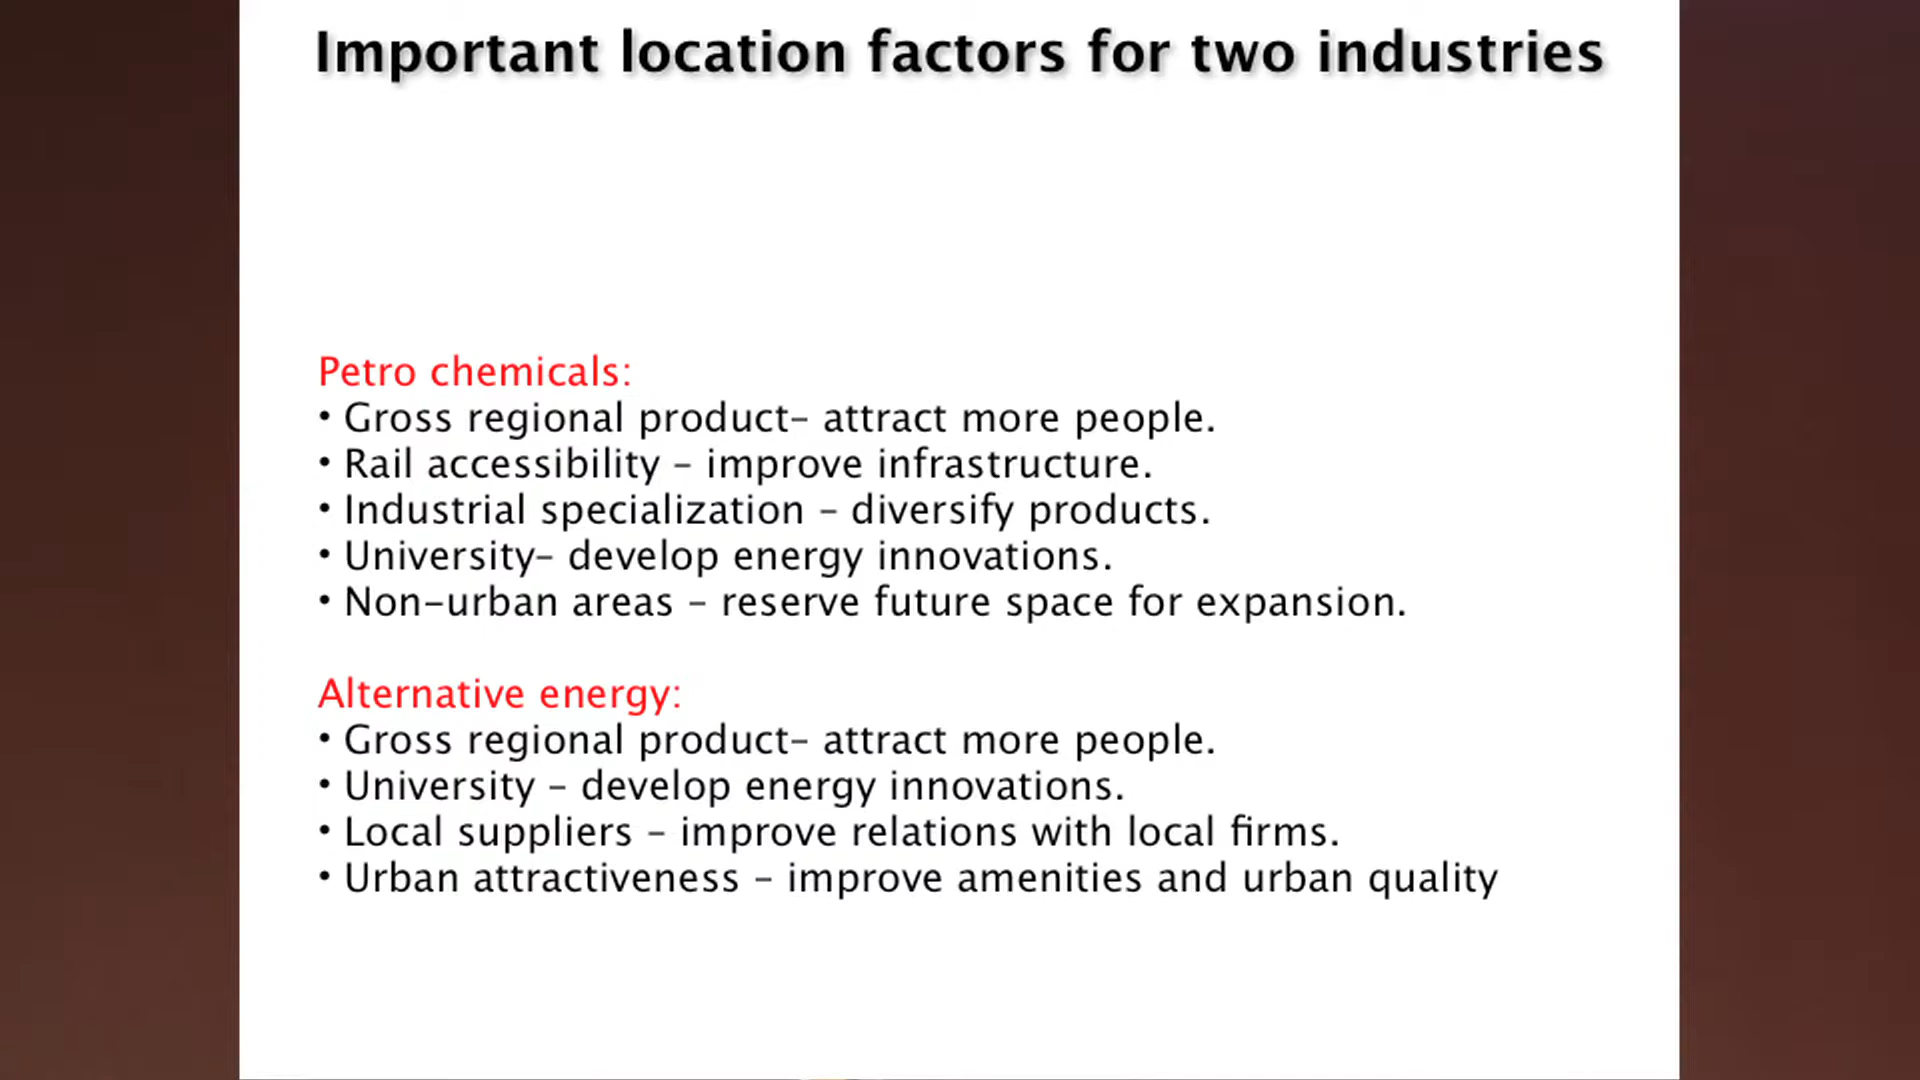 Important location factors for two industries
Petro chemicals:
• Gross regional product– attract more people.
• Rail accessibility – improve infrastructure.
• Industrial specialization – diversify products.
• University– develop energy innovations.
• Non–urban areas – reserve future space for expansion.
Alternative energy:
• Gross regional product– attract more people.
• University – develop energy innovations.
• Local suppliers – improve relations with local firms.
• Urban attractiveness – improve amenities and urban quality